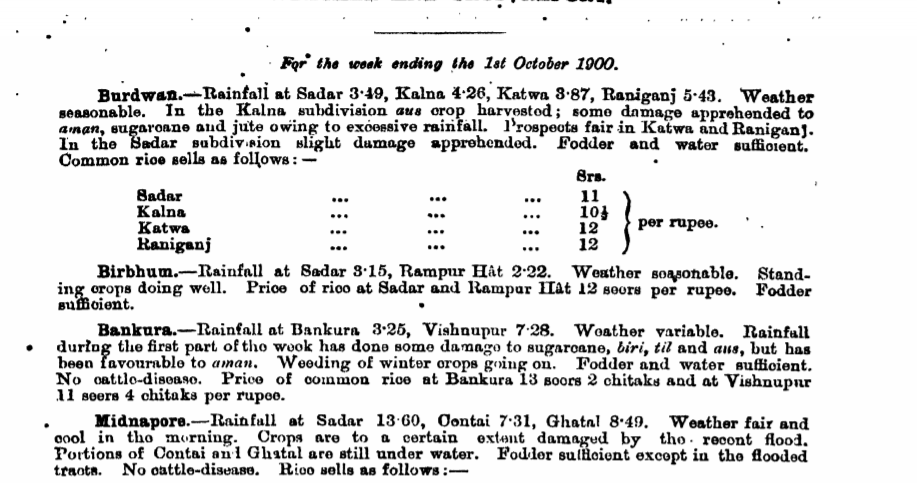 For the week ending the 1st October 1900.
Burdwan.—Rainfall at Sadar 3·49, Kalna 4·26, Katwa 3·87, Raniganj 5·43. Weather
seasonable. In the Kalna subdivision aus crop harvested; some damage apprehended to
aman, sugarcane and jute owing to excessive rainfall. Prospects fair in Katwa and Raniganj.
In the Sadar subdivision slight damage apprehended. Fodder and water sufficient.
Common rice sells as follows:—
Srs.
Sadar ... ... ... 11
Kalna ... ... ... 10½
Katwa ... ... ... 12 per rupee.
Raniganj ... ... ... 12
Birbhum.—Rainfall at Sadar 3·15, Rampur Hât 2·22. Weather seasonable. Stand-
ing crops doing well. Price of rice at Sadar and Rampur Hât 12 seers per rupee. Fodder
sufficient.
Bankura.—Rainfall at Bankura 3·25, Vishnupur 7·28. Weather variable. Rainfall
during the first part of the week has done some damage to sugarcane, biri, til and aus, but has
been favourable to aman. Weeding of winter crops going on. Fodder and water sufficient.
No cattle-disease. Price of common rice at Bankura 13 seers 2 chitaks and at Vishnupur
11 seers 4 chitaks per rupee.
Midnapore.—Rainfall at Sadar 13·60, Contai 7·31, Ghatal 8·49. Weather fair and
cool in the morning. Crops are to a certain extent damaged by the recent flood.
Portions of Contai and Ghatal are still under water. Fodder sufficient except in the flooded
tracts. No cattle-disease. Rice sells as follows:—